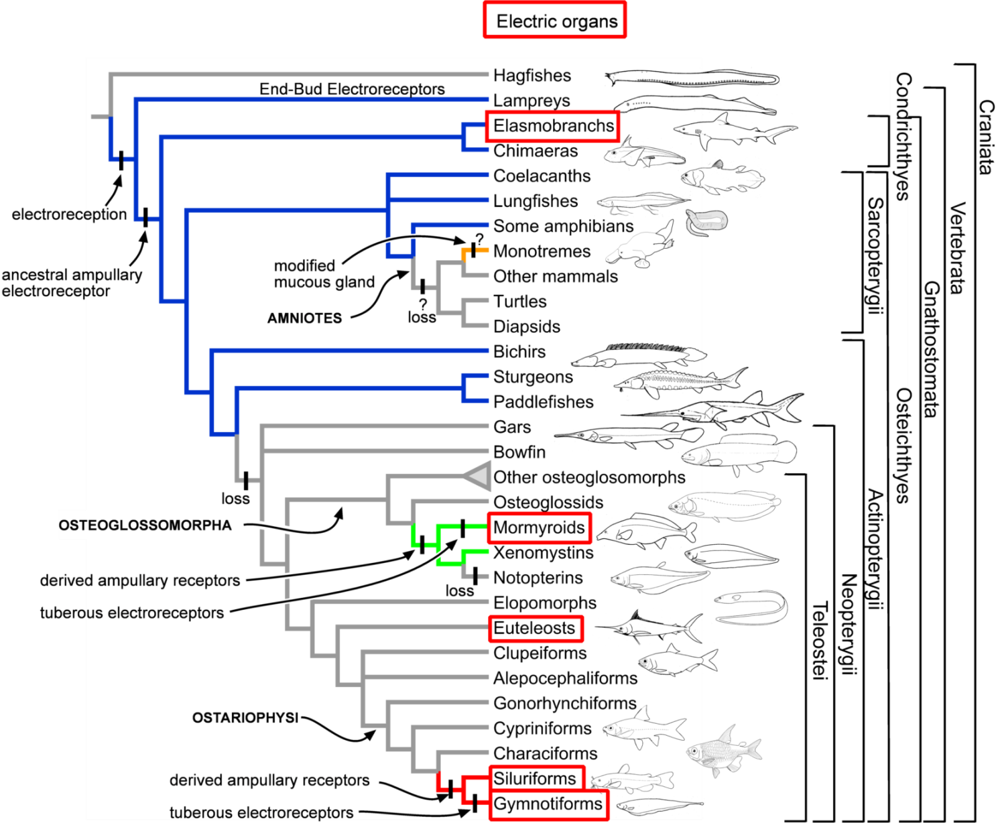 Electric organs
Hagfishes
End-Bud Electroreceptors
Lampreys
Elasmobranchs
Chimaeras
Coelacanths
electroreception
Lungfishes
Some amphibians
?
Monotremes
modified
mucous gland
ancestral ampullary
electroreceptor
Other mammals
Turtles
?
loss
AMNIOTES
Diapsids
Bichirs
Sturgeons
Paddlefishes
Gars
Bowfin
Other osteoglosomorphs
loss
Osteoglossids
OSTEOGLOSSOMORPHA
Mormyroids
Xenomystins
derived ampullary receptors
Notopterins
loss
tuberous electroreceptors
Elopomorphs
Euteleosts
Clupeiforms
Alepocephaliforms
Gonorhynchiforms
OSTARIOPHYSI
Cypriniforms
Characiforms
derived ampullary receptors
Siluriforms
Gymnotiforms
tuberous electroreceptors
Condrichthyes
Craniata
Sarcopterygii
Vertebrata
Gnathostomata
Osteichthyes
Actinopterygii
Neopterygii
Teleostei